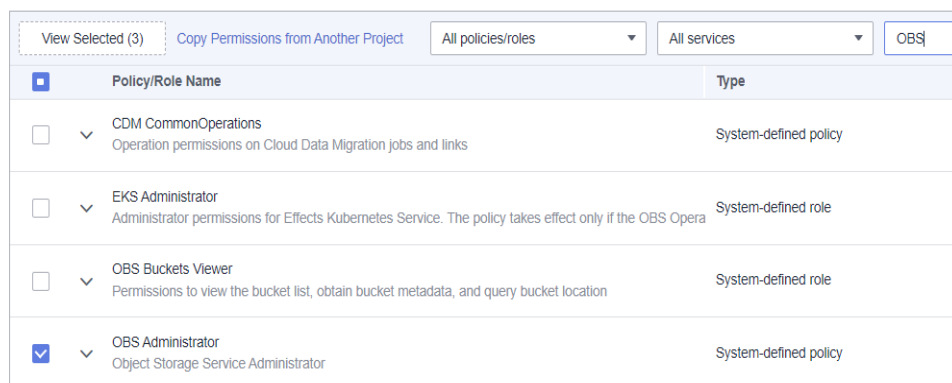 View Selected (3) Copy Permissions from Another Project All policies/roles All services OBS
Policy/Role Name Type
CDM CommonOperations
Operation permissions on Cloud Data Migration jobs and links
System-defined policy
EKS Administrator
Administrator permissions for Effects Kubernetes Service. The policy takes effect only if the OBS Opera
System-defined role
OBS Buckets Viewer
Permissions to view the bucket list, obtain bucket metadata, and query bucket location
System-defined role
OBS Administrator
Object Storage Service Administrator
System-defined policy